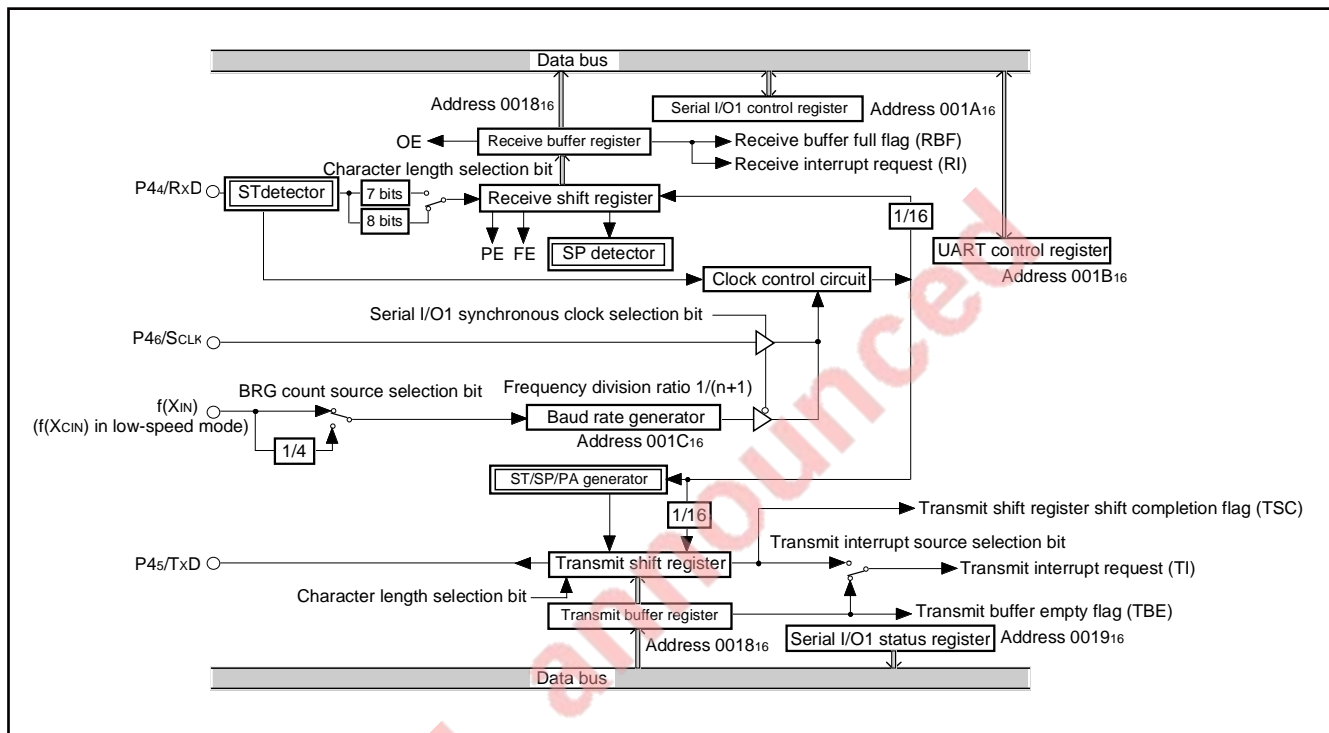 Data bus
Address 001816
Serial I/O1 control register
Address 001A16
OE
Receive buffer register
Receive buffer full flag (RBF)
Character length selection bit
Receive interrupt request (RI)
P44/RXD
STdetector
7 bits
8 bits
Receive shift register
1/16
PE
FE
SP detector
UART control register
Address 001B16
Clock control circuit
Serial I/O1 synchronous clock selection bit
P46/SCLK
BRG count source selection bit
Frequency division ratio 1/(n+1)
f(XIN)
(f(XCIN) in low-speed mode)
Baud rate generator
Address 001C16
1/4
ST/SP/PA generator
1/16
Transmit shift register shift completion flag (TSC)
Transmit interrupt source selection bit
P45/TXD
Transmit shift register
Transmit interrupt request (TI)
Character length selection bit
Transmit buffer register
Transmit buffer empty flag (TBE)
Address 001816
Serial I/O1 status register
Address 001916
Data bus
announced